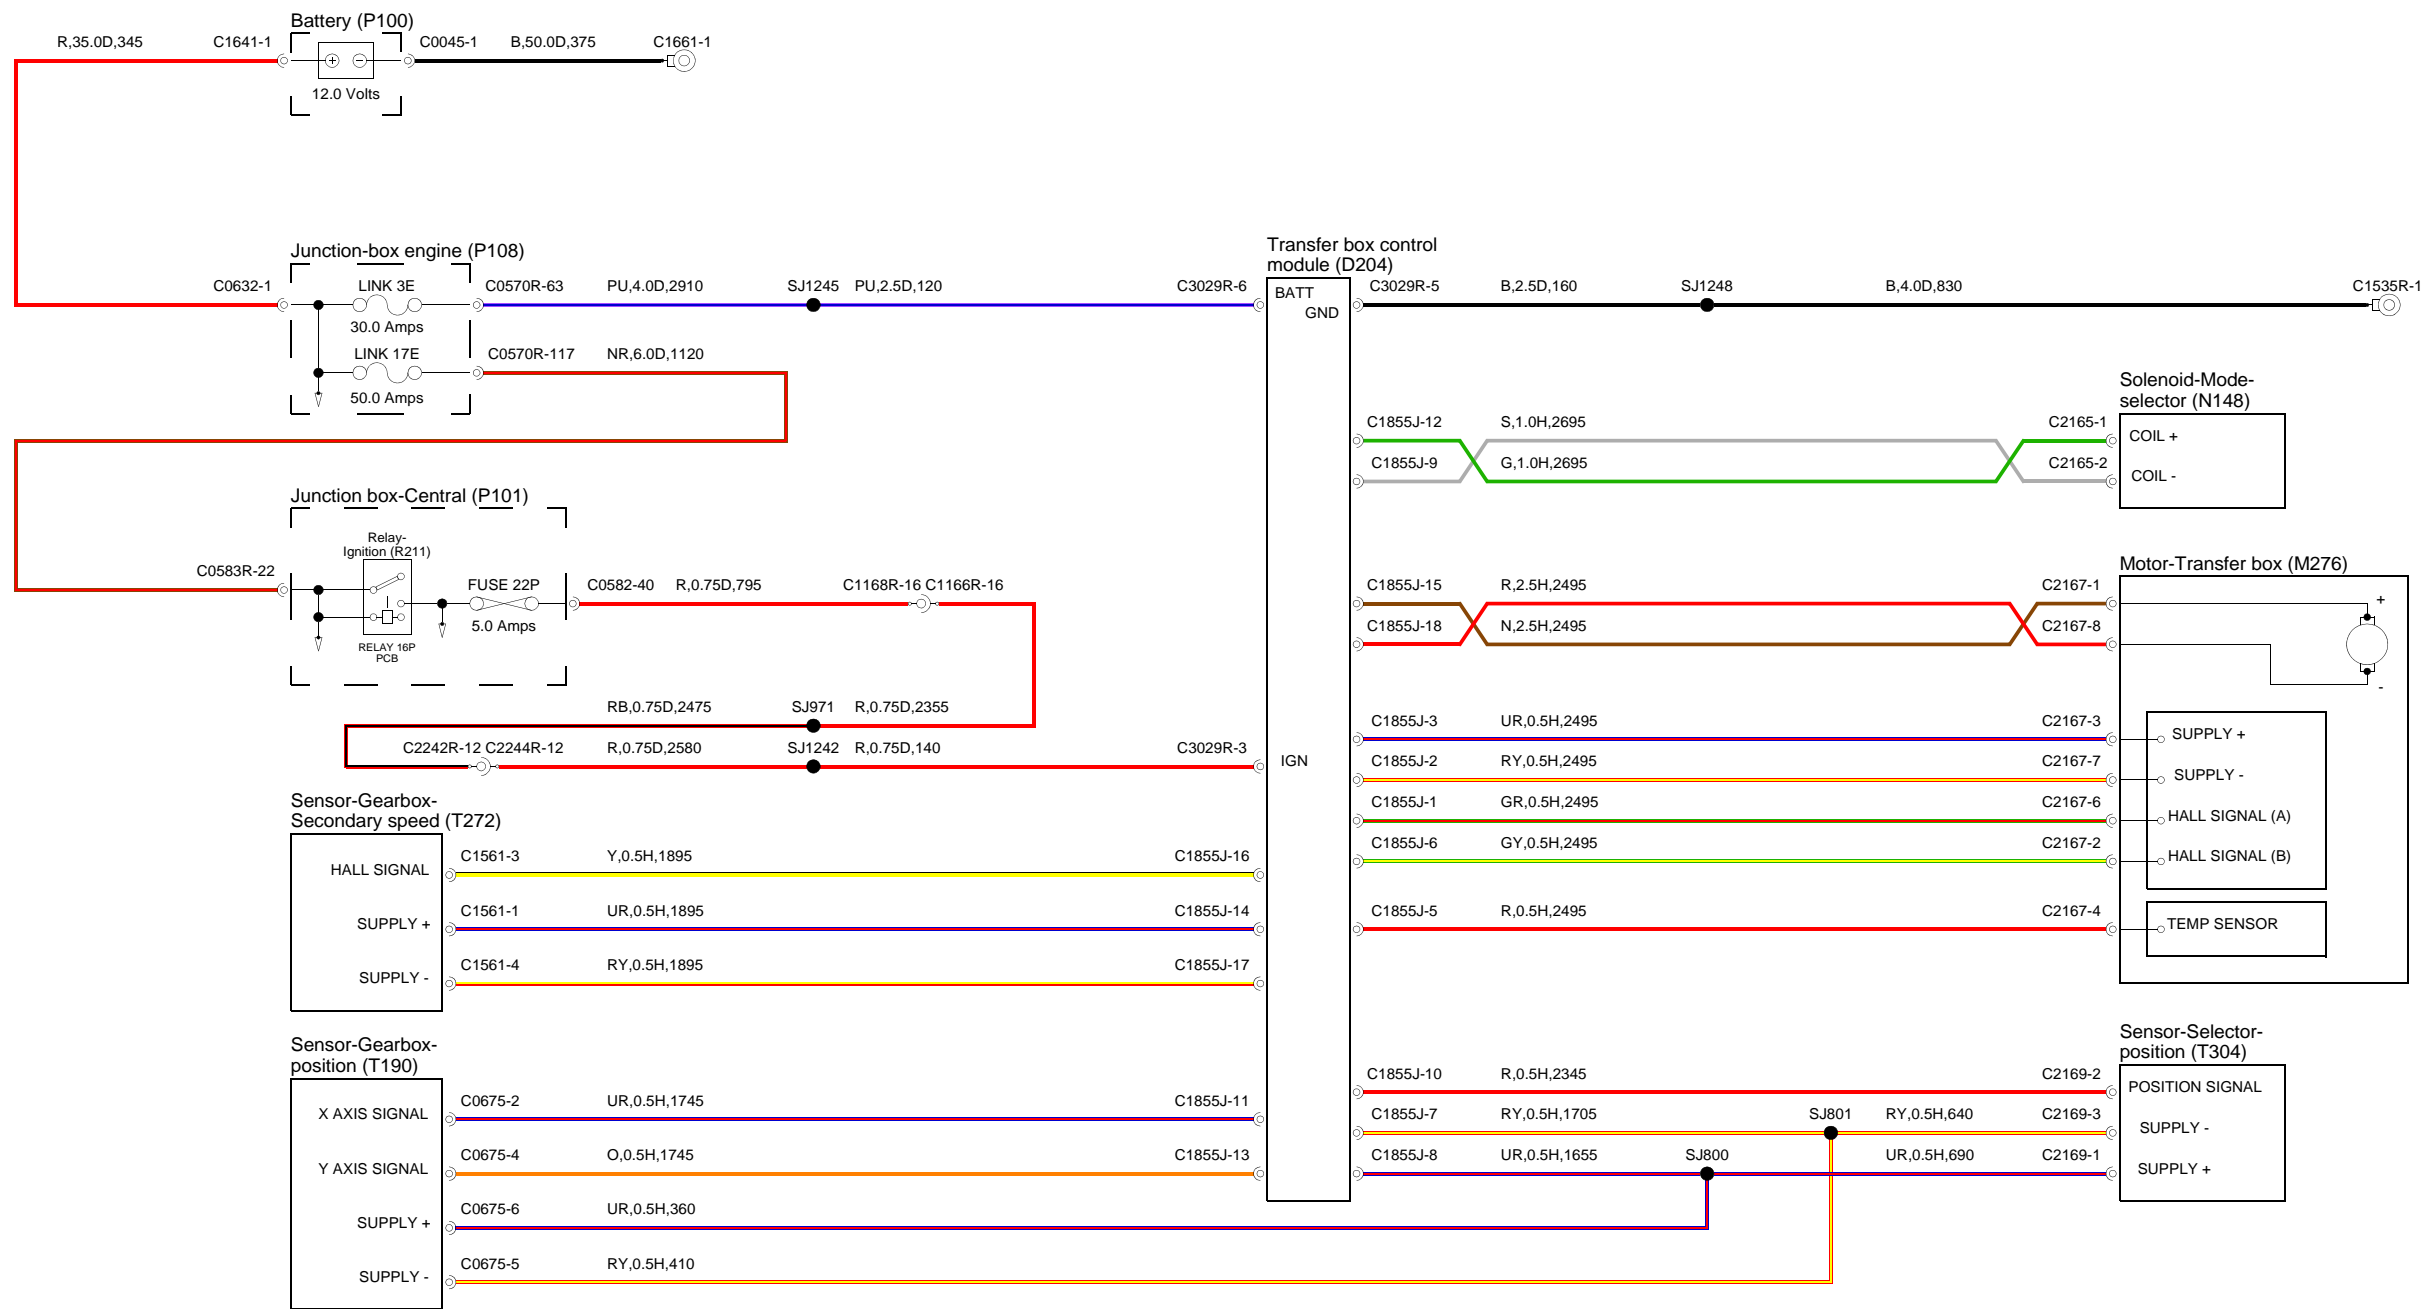 Battery (P100)
R,35.0D,345
C1641-1
C0045-1
B,50.0D,375
C1661-1
+ -
12.0 Volts
Junction-box engine (P108)
C0632-1
LINK 3E
30.0 Amps
C0570R-63
PU,4.0D,2910
SJ1245
PU,2.5D,120
C3029R-6
LINK 17E
50.0 Amps
C0570R-117
NR,6.0D,1120
Junction box-Central (P101)
C0583R-22
Relay-
Ignition (R211)
RELAY 16P
PCB
FUSE 22P
5.0 Amps
C0582-40
R,0.75D,795
C1168R-16
C1166R-16
RB,0.75D,2475
SJ971
R,0.75D,2355
C2242R-12
C2244R-12
R,0.75D,2580
SJ1242
R,0.75D,140
C3029R-3
Sensor-Gearbox-
Secondary speed (T272)
HALL SIGNAL
C1561-3
Y,0.5H,1895
C1855J-16
SUPPLY +
C1561-1
UR,0.5H,1895
C1855J-14
SUPPLY -
C1561-4
RY,0.5H,1895
C1855J-17
Sensor-Gearbox-
position (T190)
X AXIS SIGNAL
C0675-2
UR,0.5H,1745
C1855J-11
Y AXIS SIGNAL
C0675-4
O,0.5H,1745
C1855J-13
SUPPLY +
C0675-6
UR,0.5H,360
SUPPLY -
C0675-5
RY,0.5H,410
Transfer box control
module (D204)
BATT
GND
IGN
C3029R-5
B,2.5D,160
SJ1248
B,4.0D,830
C1535R-1
Solenoid-Mode-
selector (N148)
C1855J-12
S,1.0H,2695
C2165-1
COIL +
C1855J-9
G,1.0H,2695
C2165-2
COIL -
Motor-Transfer box (M276)
C1855J-15
R,2.5H,2495
C2167-1
+
C1855J-18
N,2.5H,2495
C2167-8
-
C1855J-3
UR,0.5H,2495
C2167-3
SUPPLY +
C1855J-2
RY,0.5H,2495
C2167-7
SUPPLY -
C1855J-1
GR,0.5H,2495
C2167-6
HALL SIGNAL (A)
C1855J-6
GY,0.5H,2495
C2167-2
HALL SIGNAL (B)
C1855J-5
R,0.5H,2495
C2167-4
TEMP SENSOR
Sensor-Selector-
position (T304)
C1855J-10
R,0.5H,2345
C2169-2
POSITION SIGNAL
C1855J-7
RY,0.5H,1705
SJ801
RY,0.5H,640
C2169-3
SUPPLY -
C1855J-8
UR,0.5H,1655
SJ800
UR,0.5H,690
C2169-1
SUPPLY +